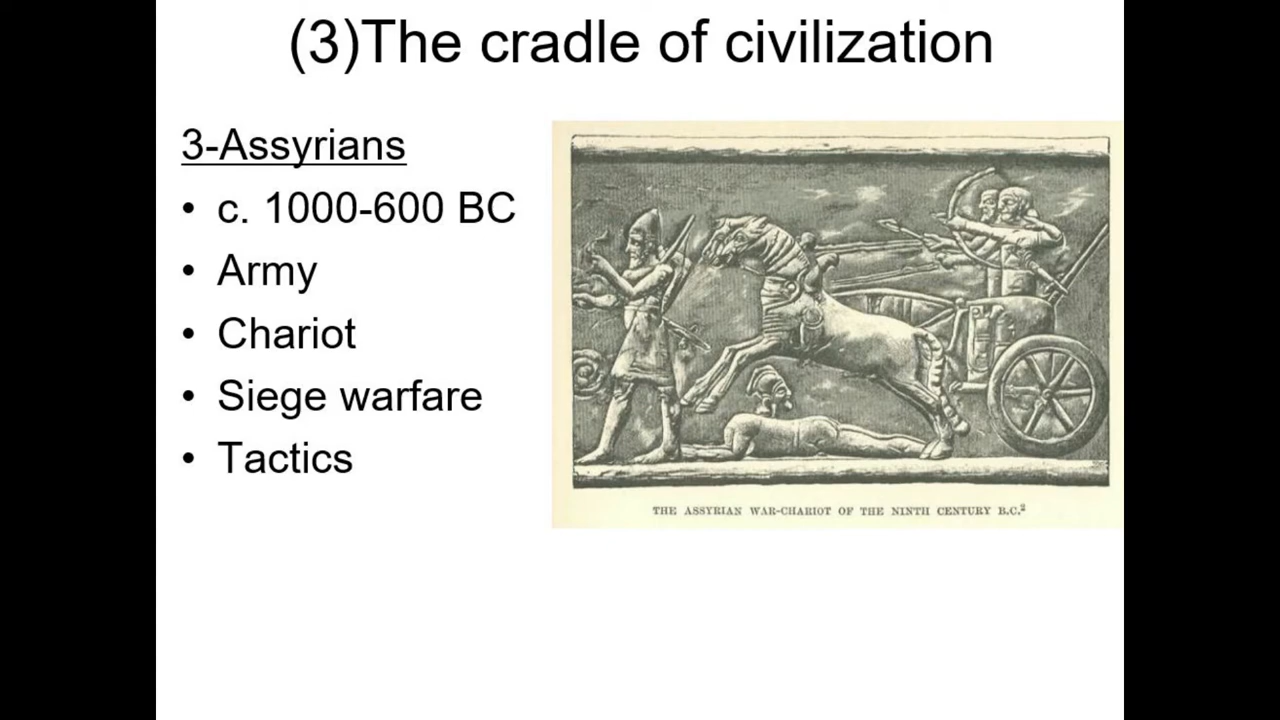 (3)The cradle of civilization
3-Assyrians
• c. 1000-600 BC
• Army
• Chariot
• Siege warfare
• Tactics
THE ASSYRIAN WAR-CHARIOT OF THE NINTH CENTURY B.C.²